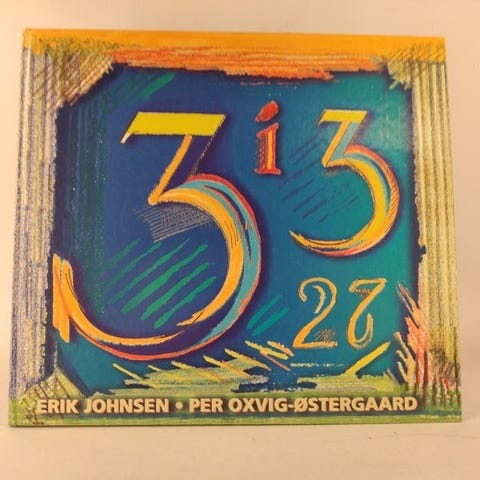 3 i 3
27
ERIK JOHNSEN • PER OXVIG-ØSTERGAARD